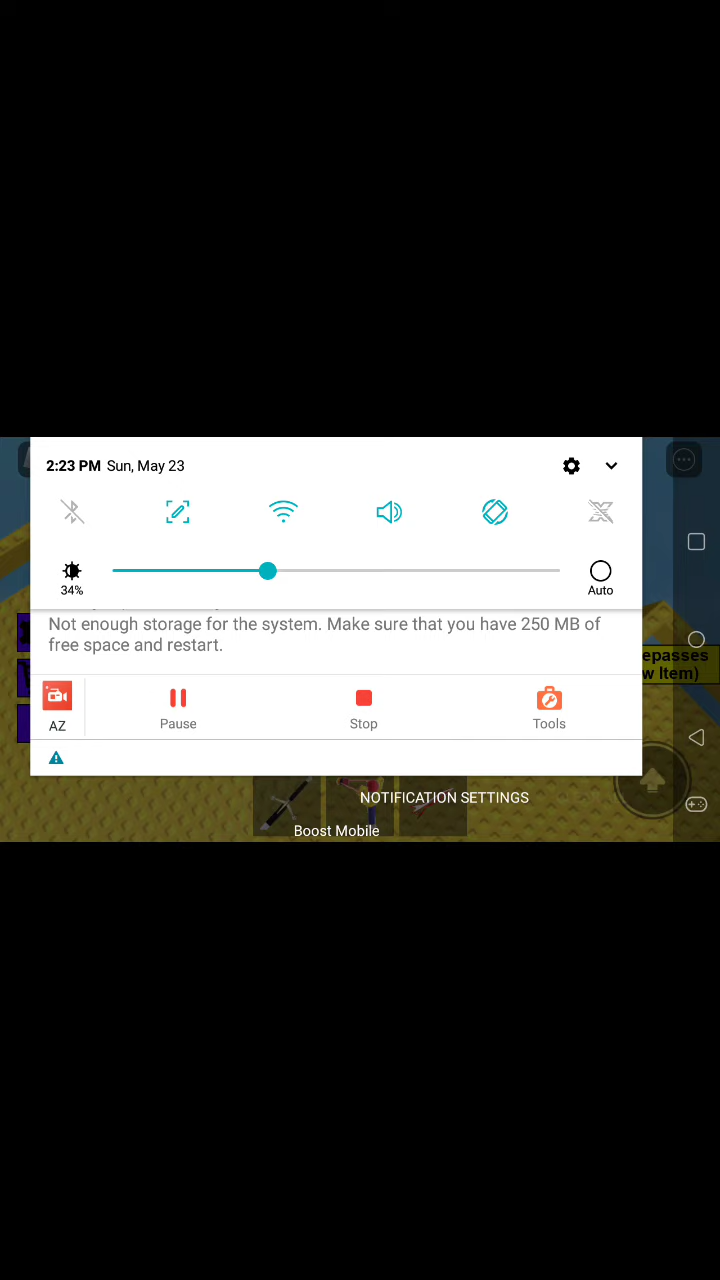 2:23 PM Sun, May 23
34%
Auto
Not enough storage for the system. Make sure that you have 250 MB of
free space and restart.
epasses
w Item)
AZ
Pause
Stop
Tools
NOTIFICATION SETTINGS
Boost Mobile